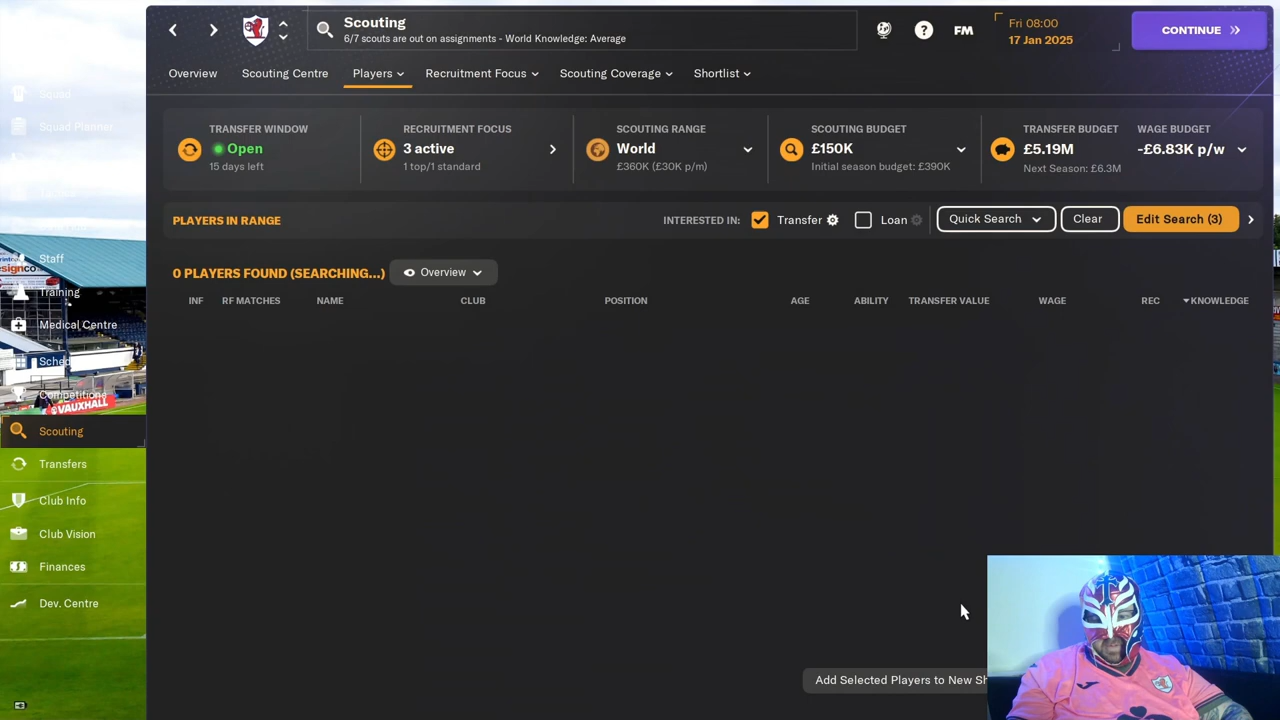 Scouting
6/7 scouts are out on assignments - World Knowledge: Average
?
FM
Fri 08:00
17 Jan 2025
CONTINUE
Overview
Scouting Centre
Players
Recruitment Focus
Scouting Coverage
Shortlist
TRANSFER WINDOW
Open
15 days left
RECRUITMENT FOCUS
3 active
1 top/1 standard
SCOUTING RANGE
World
£360K (£30K p/m)
SCOUTING BUDGET
£150K
Initial season budget: £390K
TRANSFER BUDGET
£5.19M
Next Season: £6.3M
WAGE BUDGET
-£6.83K p/w
PLAYERS IN RANGE
INTERESTED IN:
Transfer
Loan
Quick Search
Clear
Edit Search (3)
0 PLAYERS FOUND (SEARCHING...)
Overview
INF RF MATCHES NAME CLUB POSITION AGE ABILITY TRANSFER VALUE WAGE REC KNOWLEDGE
Squad
Squad Planner
Staff
Training
Medical Centre
Sched
Competitions
VAUXHALL
Scouting
Transfers
Club Info
Club Vision
Finances
Dev. Centre
Add Selected Players to New Sh